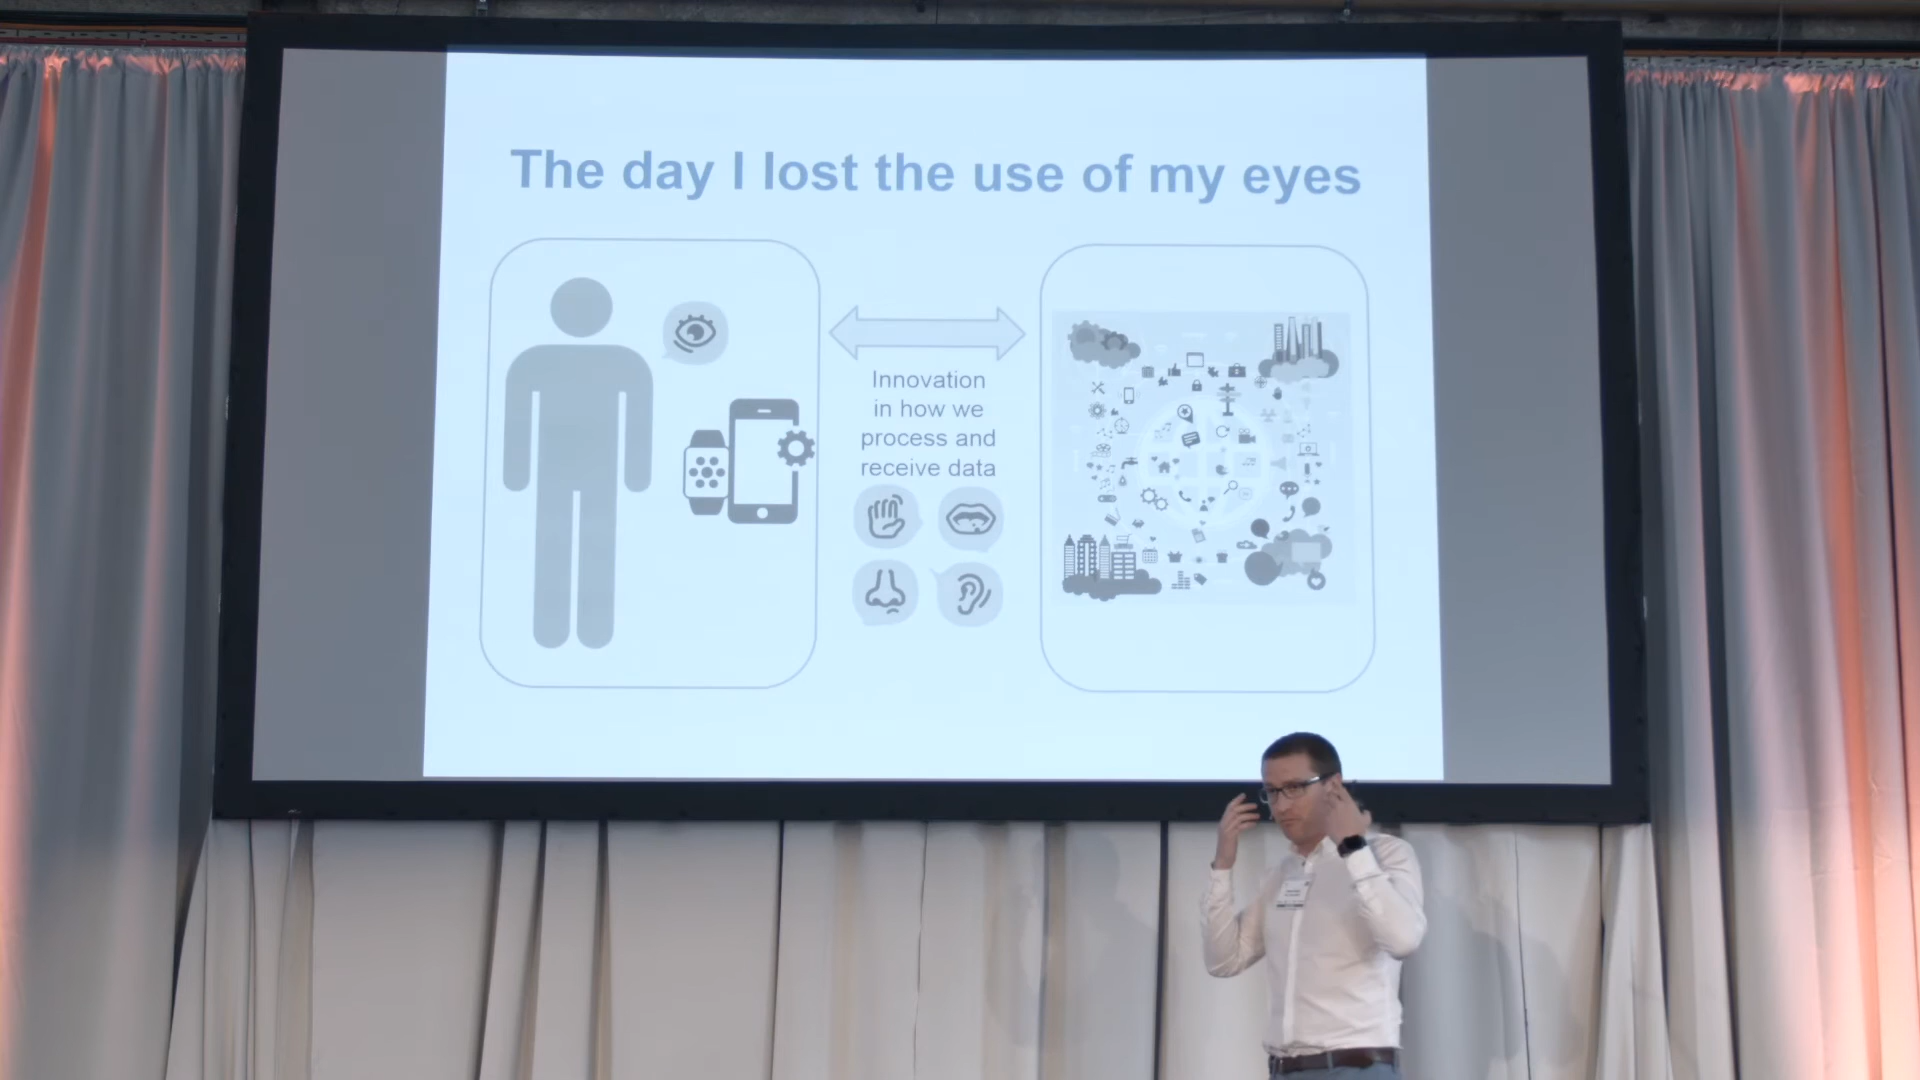 The day I lost the use of my eyes
Innovation
in how we
process and
receive data